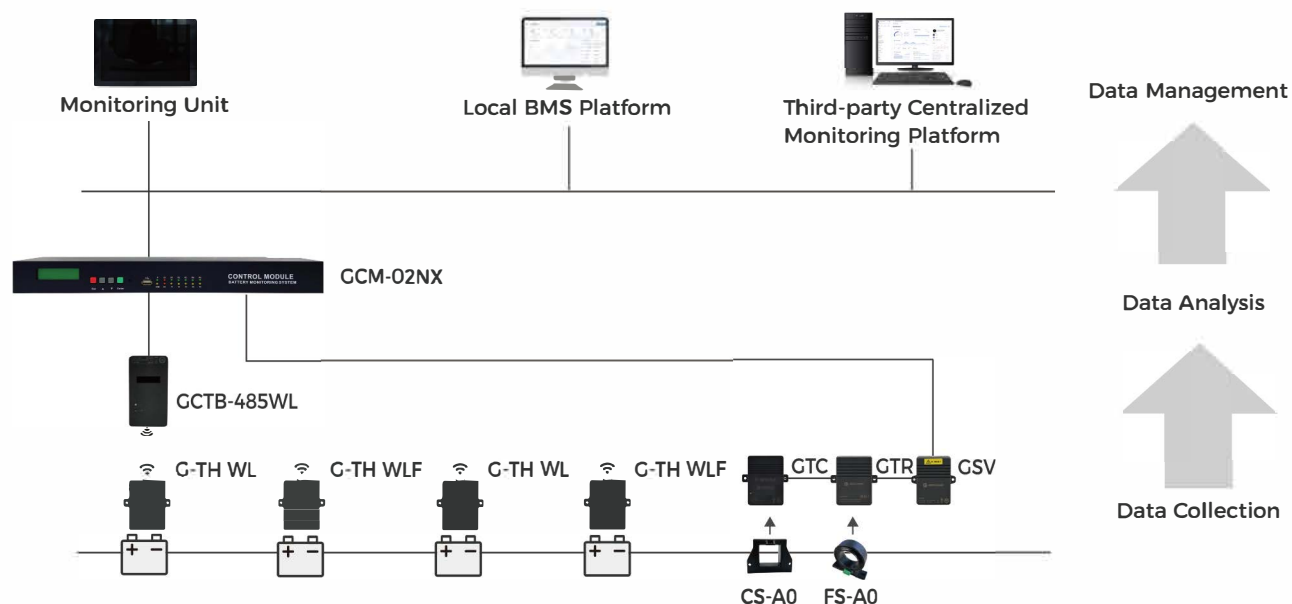 Monitoring Unit
Local BMS Platform
Third-party Centralized
Monitoring Platform
Data Management
CONTROL MODULE
BATTERY MONITORING SYSTEM
GCM-02NX
Data Analysis
GCTB-485WL
G-TH WL
G-TH WLF
G-TH WL
G-TH WLF
GTC
GTR
GSV
Data Collection
+ −
+ −
+ −
+ −
CS-A0
FS-A0